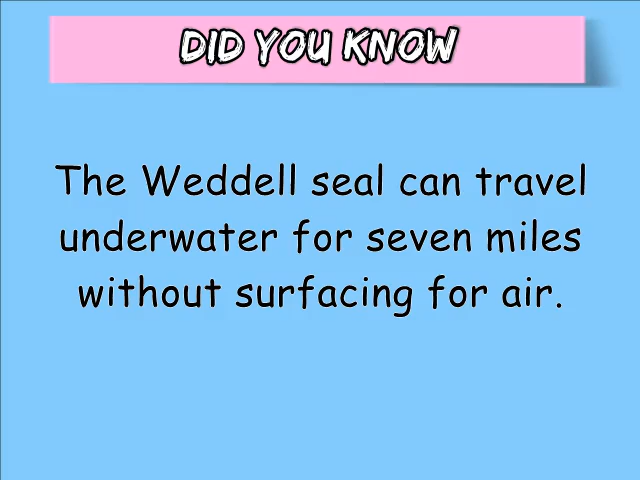 DID YOU KNOW
The Weddell seal can travel
underwater for seven miles
without surfacing for air.